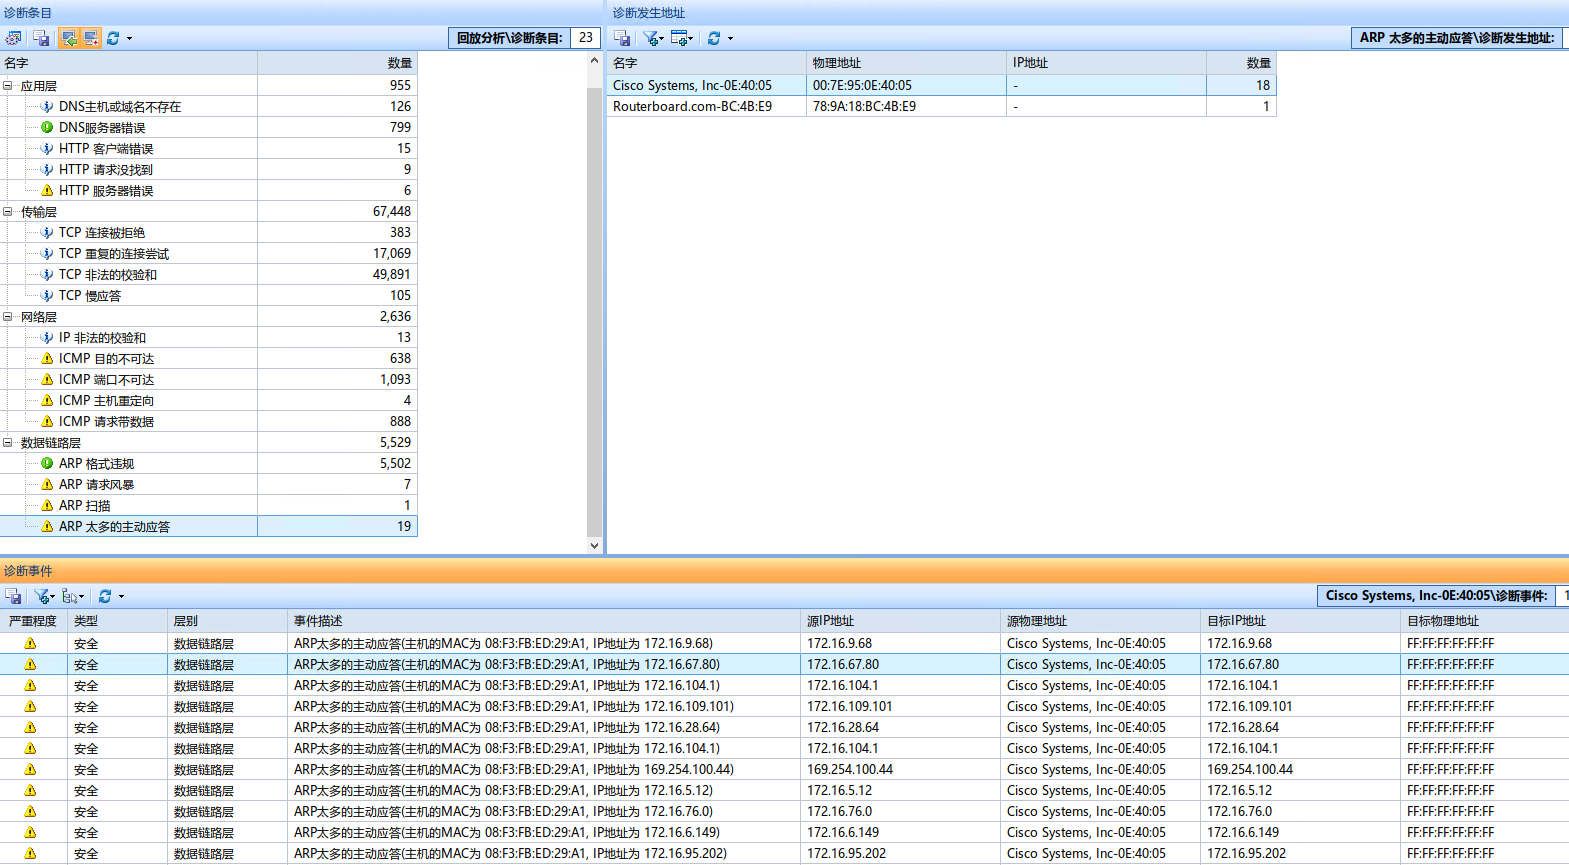 诊断条目
回放分析\诊断条目: 23
名字 数量
应用层 955
DNS主机或域名不存在 126
DNS服务器错误 799
HTTP 客户端错误 15
HTTP 请求没找到 9
HTTP 服务器错误 6
传输层 67,448
TCP 连接被拒绝 383
TCP 重复的连接尝试 17,069
TCP 非法的校验和 49,891
TCP 慢应答 105
网络层 2,636
IP 非法的校验和 13
ICMP 目的不可达 638
ICMP 端口不可达 1,093
ICMP 主机重定向 4
ICMP 请求带数据 888
数据链路层 5,529
ARP 格式违规 5,502
ARP 请求风暴 7
ARP 扫描 1
ARP 太多的主动应答 19
诊断发生地址
ARP 太多的主动应答\诊断发生地址:
名字 物理地址 IP地址 数量
Cisco Systems, Inc-0E:40:05 00:7E:95:0E:40:05 - 18
Routerboard.com-BC:4B:E9 78:9A:18:BC:4B:E9 - 1
诊断事件
Cisco Systems, Inc-0E:40:05\诊断事件: 1
严重程度 类型 层别 事件描述 源IP地址 源物理地址 目标IP地址 目标物理地址
安全 数据链路层 ARP太多的主动应答(主机的MAC为 08:F3:FB:ED:29:A1, IP地址为 172.16.9.68) 172.16.9.68 Cisco Systems, Inc-0E:40:05 172.16.9.68 FF:FF:FF:FF:FF:FF
安全 数据链路层 ARP太多的主动应答(主机的MAC为 08:F3:FB:ED:29:A1, IP地址为 172.16.67.80) 172.16.67.80 Cisco Systems, Inc-0E:40:05 172.16.67.80 FF:FF:FF:FF:FF:FF
安全 数据链路层 ARP太多的主动应答(主机的MAC为 08:F3:FB:ED:29:A1, IP地址为 172.16.104.1) 172.16.104.1 Cisco Systems, Inc-0E:40:05 172.16.104.1 FF:FF:FF:FF:FF:FF
安全 数据链路层 ARP太多的主动应答(主机的MAC为 08:F3:FB:ED:29:A1, IP地址为 172.16.109.101) 172.16.109.101 Cisco Systems, Inc-0E:40:05 172.16.109.101 FF:FF:FF:FF:FF:FF
安全 数据链路层 ARP太多的主动应答(主机的MAC为 08:F3:FB:ED:29:A1, IP地址为 172.16.28.64) 172.16.28.64 Cisco Systems, Inc-0E:40:05 172.16.28.64 FF:FF:FF:FF:FF:FF
安全 数据链路层 ARP太多的主动应答(主机的MAC为 08:F3:FB:ED:29:A1, IP地址为 172.16.104.1) 172.16.104.1 Cisco Systems, Inc-0E:40:05 172.16.104.1 FF:FF:FF:FF:FF:FF
安全 数据链路层 ARP太多的主动应答(主机的MAC为 08:F3:FB:ED:29:A1, IP地址为 169.254.100.44) 169.254.100.44 Cisco Systems, Inc-0E:40:05 169.254.100.44 FF:FF:FF:FF:FF:FF
安全 数据链路层 ARP太多的主动应答(主机的MAC为 08:F3:FB:ED:29:A1, IP地址为 172.16.5.12) 172.16.5.12 Cisco Systems, Inc-0E:40:05 172.16.5.12 FF:FF:FF:FF:FF:FF
安全 数据链路层 ARP太多的主动应答(主机的MAC为 08:F3:FB:ED:29:A1, IP地址为 172.16.76.0) 172.16.76.0 Cisco Systems, Inc-0E:40:05 172.16.76.0 FF:FF:FF:FF:FF:FF
安全 数据链路层 ARP太多的主动应答(主机的MAC为 08:F3:FB:ED:29:A1, IP地址为 172.16.6.149) 172.16.6.149 Cisco Systems, Inc-0E:40:05 172.16.6.149 FF:FF:FF:FF:FF:FF
安全 数据链路层 ARP太多的主动应答(主机的MAC为 08:F3:FB:ED:29:A1, IP地址为 172.16.95.202) 172.16.95.202 Cisco Systems, Inc-0E:40:05 172.16.95.202 FF:FF:FF:FF:FF:FF